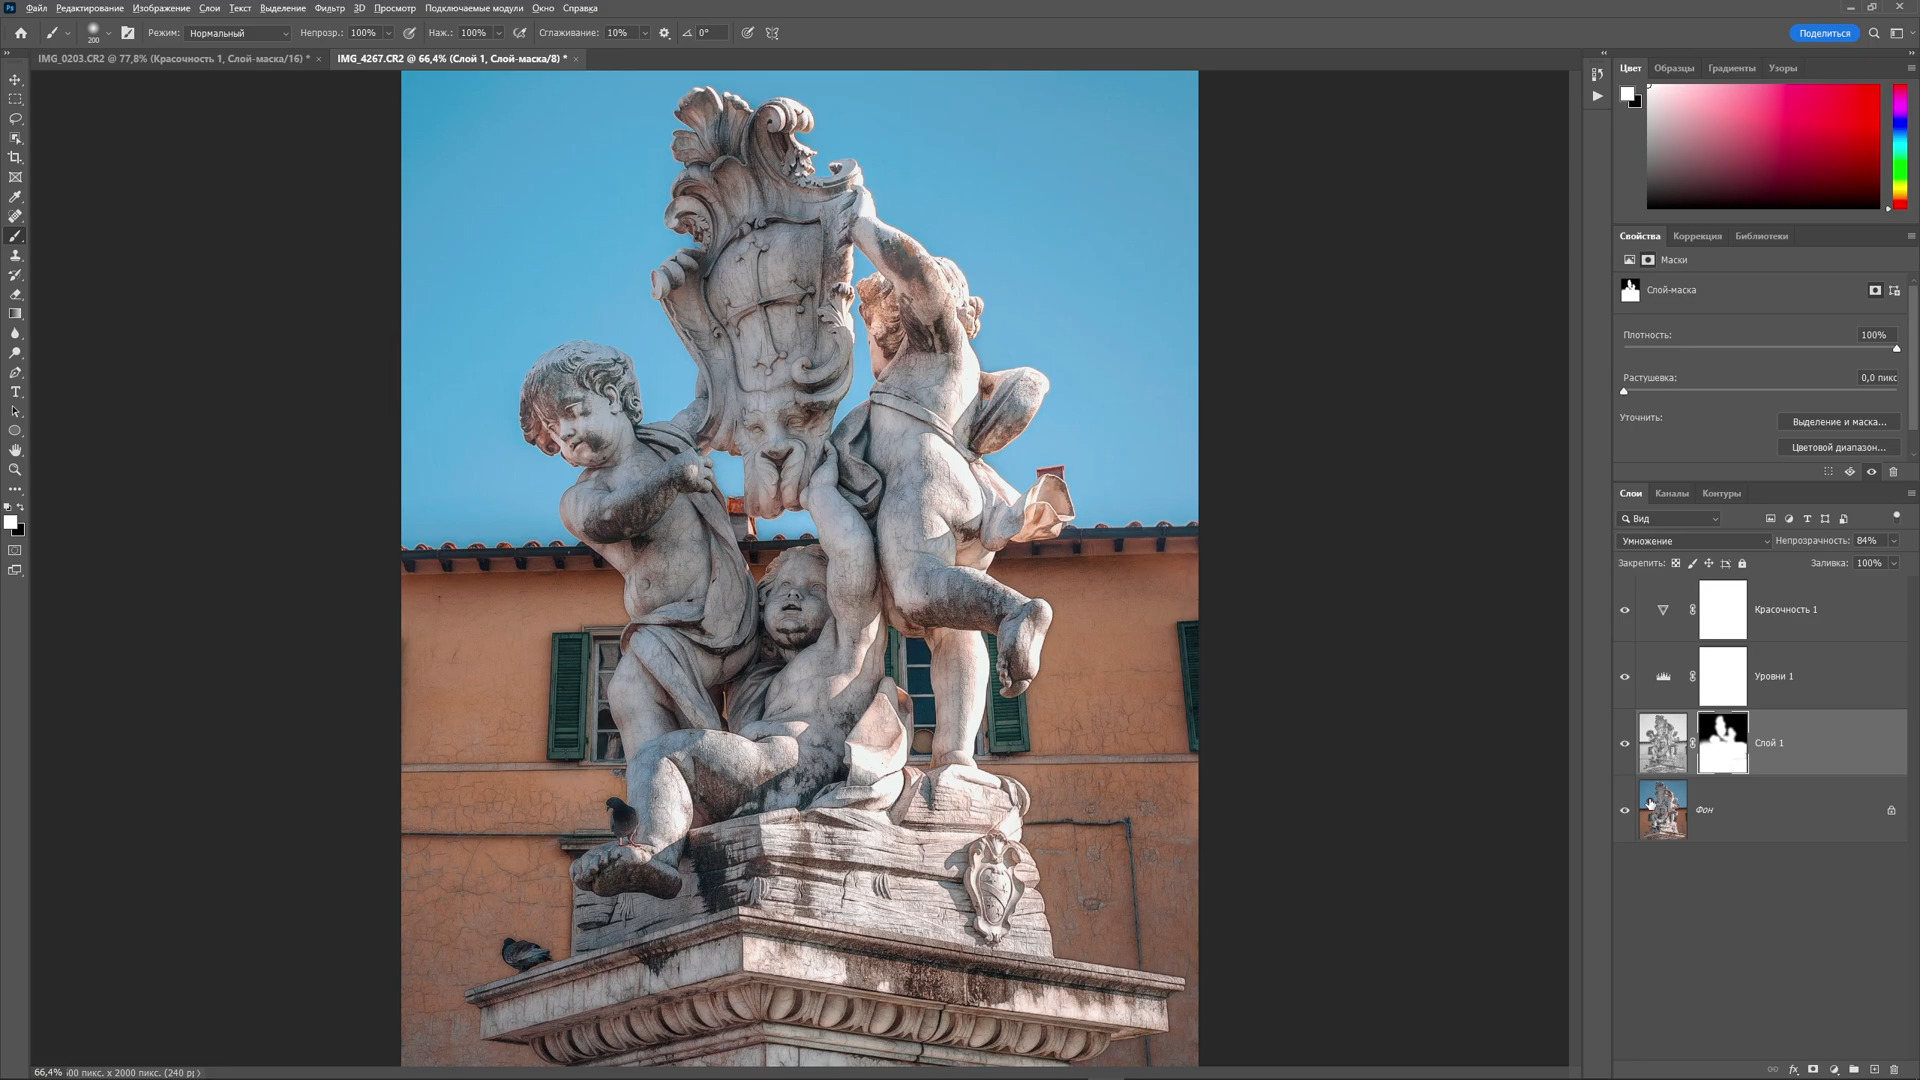 Ps Файл Редактирование Изображение Слои Текст Выделение Фильтр 3D Просмотр Подключаемые модули Окно Справка
200 Режим: Нормальный Непрозр.: 100% Наж.: 100% Сглаживание: 10% 0° Поделиться
IMG_0203.CR2 @ 77,8% (Красочность 1, Слой-маска/16) * × IMG_4267.CR2 @ 66,4% (Слой 1, Слой-маска/8) * ×
Цвет Образцы Градиенты Узоры
Свойства Коррекция Библиотеки
Маски
Слой-маска
Плотность: 100%
Растушевка: 0,0 пикс
Уточнить: Выделение и маска...
Цветовой диапазон...
Слои Каналы Контуры
Вид
Умножение Непрозрачность: 84%
Закрепить: Заливка: 100%
Красочность 1
Уровни 1
Слой 1
Фон
66,4% 00 пикс. x 2000 пикс. (240 p